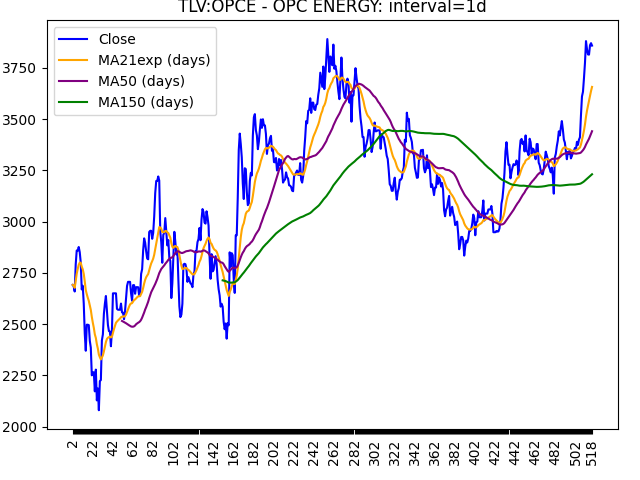 TLV:OPCE - OPC ENERGY: interval=1d
Close
MA21exp (days)
MA50 (days)
MA150 (days)
3750
3500
3250
3000
2750
2500
2250
2000
2 22 42 62 82 102 122 142 162 182 202 222 242 262 282 302 322 342 362 382 402 422 442 462 482 502 518